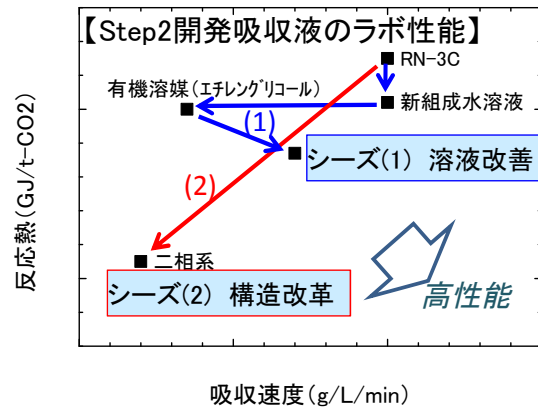 【Step2開発吸収液のラボ性能】
RN-3C
有機溶媒(エチレングリコール)
新組成水溶液
(1)
シーズ(1) 溶液改善
(2)
二相系
シーズ(2) 構造改革
高性能
反応熱(GJ/t-CO2)
吸収速度(g/L/min)